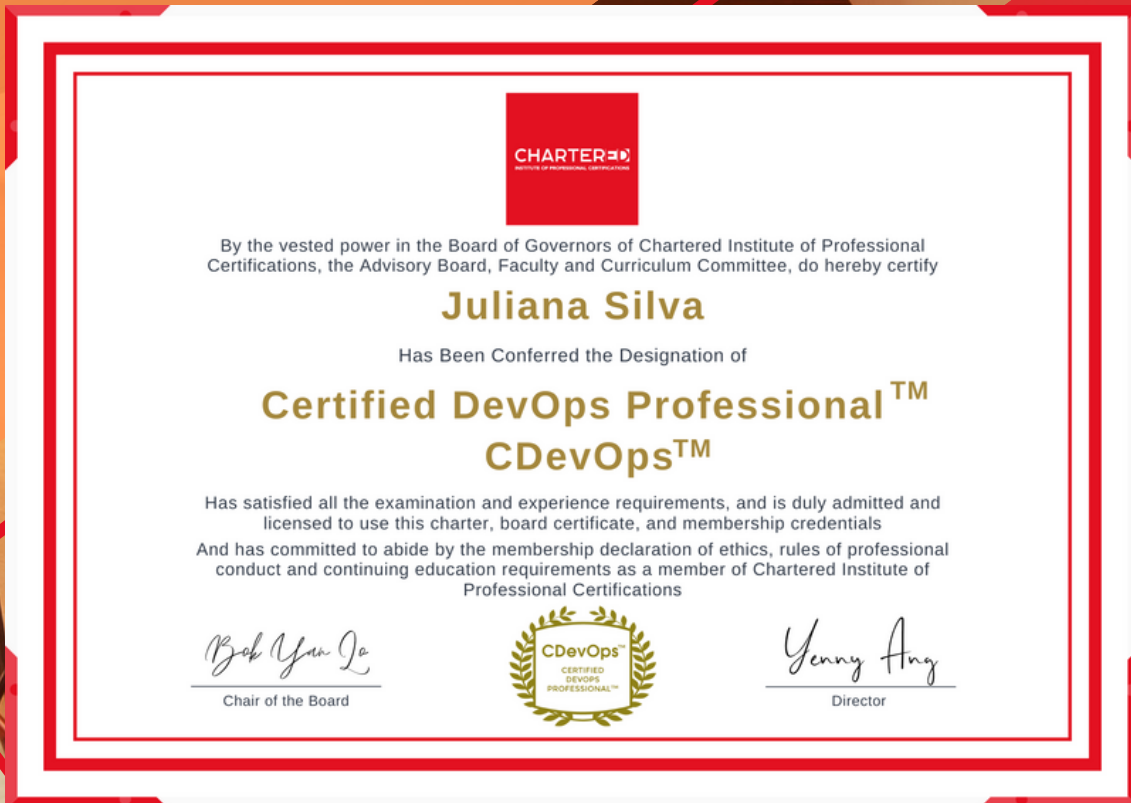 CHARTERED
INSTITUTE OF PROFESSIONAL CERTIFICATIONS
By the vested power in the Board of Governors of Chartered Institute of Professional
Certifications, the Advisory Board, Faculty and Curriculum Committee, do hereby certify
Juliana Silva
Has Been Conferred the Designation of
Certified DevOps Professional™
CDevOps™
Has satisfied all the examination and experience requirements, and is duly admitted and
licensed to use this charter, board certificate, and membership credentials
And has committed to abide by the membership declaration of ethics, rules of professional
conduct and continuing education requirements as a member of Chartered Institute of
Professional Certifications
Bok Yan Lo
Chair of the Board
CDevOps™
CERTIFIED
DEVOPS
PROFESSIONAL™
Yenny Ang
Director